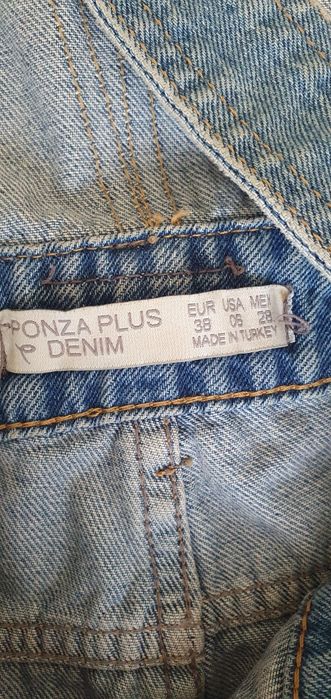 PONZA PLUS
DENIM
EUR USA MEX
38 06 28
MADE IN TURKEY